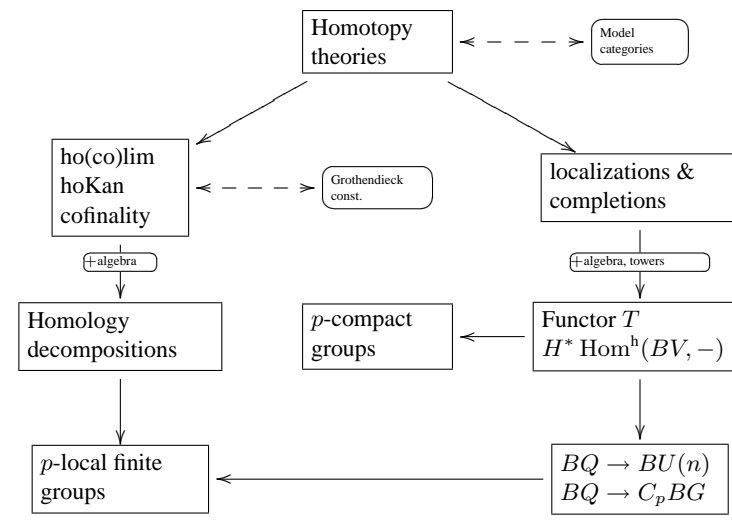 Homotopy
theories
Model
categories
ho(co)lim
hoKan
cofinality
Grothendieck
const.
localizations &
completions
+algebra
+algebra, towers
Homology
decompositions
p-compact
groups
Functor T
H* Homʰ(BV, −)
p-local finite
groups
BQ → BU(n)
BQ → CₚBG